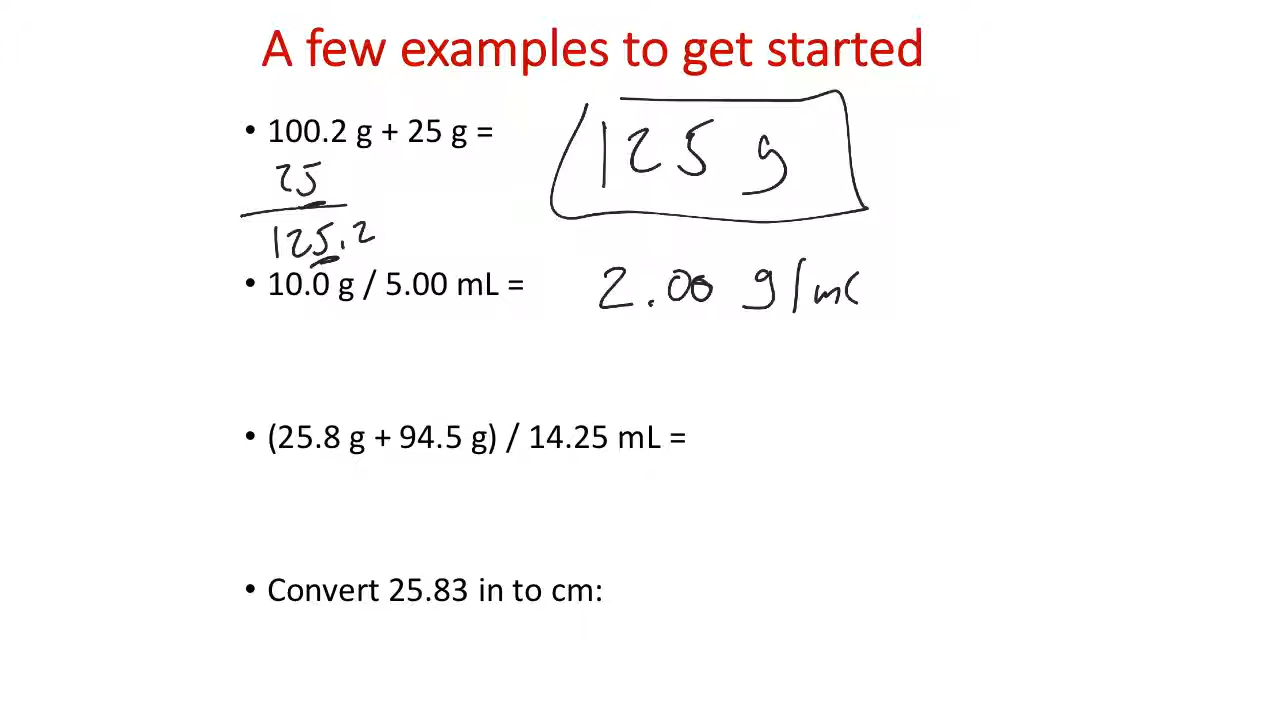 A few examples to get started
• 100.2 g + 25 g = 125 g
25
125.2
• 10.0 g / 5.00 mL = 2.00 g/mL
• (25.8 g + 94.5 g) / 14.25 mL =
• Convert 25.83 in to cm: